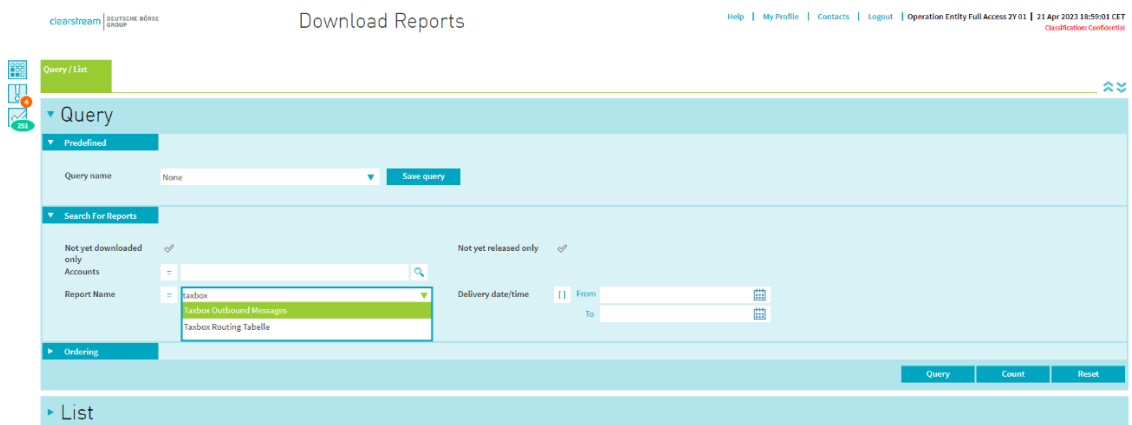 clearstream DEUTSCHE BÖRSE GROUP
Download Reports
Help | My Profile | Contacts | Logout | Operation Entity Full Access 2Y 01 | 21 Apr 2023 18:59:01 CET
Classification: Confidential
Query / List
4
251
Query
Predefined
Query name None Save query
Search For Reports
Not yet downloaded only Not yet released only
Accounts =
Report Name = taxbox Delivery date/time [ ] From
Taxbox Outbound Messages To
Taxbox Routing Tabelle
Ordering
Query Count Reset
List